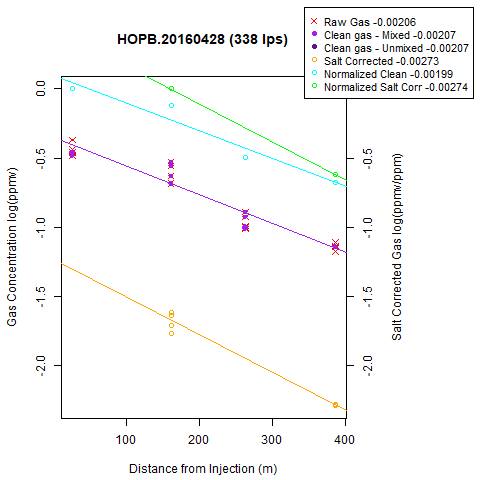 HOPB.20160428 (338 lps)
Raw Gas -0.00206
Clean gas - Mixed -0.00207
Clean gas - Unmixed -0.00207
Salt Corrected -0.00273
Normalized Clean -0.00199
Normalized Salt Corr -0.00274
Gas Concentration log(ppmv)
0.0
-0.5
-1.0
-1.5
-2.0
0.0
-0.5
-1.0
-1.5
-2.0
Salt Corrected Gas log(ppmv/ppm)
100 200 300 400
Distance from Injection (m)